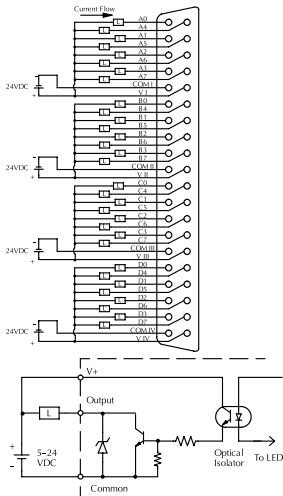 Current Flow
L A0
L A4
L A1
L A5
L A2
L A6
L A3
L A7
COM I
24VDC - +
V I
L B0
L B4
L B1
L B5
L B2
L B6
L B3
L B7
COM II
24VDC - +
V II
L C0
L C4
L C1
L C5
L C2
L C6
L C3
L C7
COM III
24VDC - +
V III
L D0
L D4
L D1
L D5
L D2
L D6
L D3
L D7
COM IV
24VDC - +
V IV
V+
Output
L
+
5–24
VDC
-
Common
Optical
Isolator
To LED